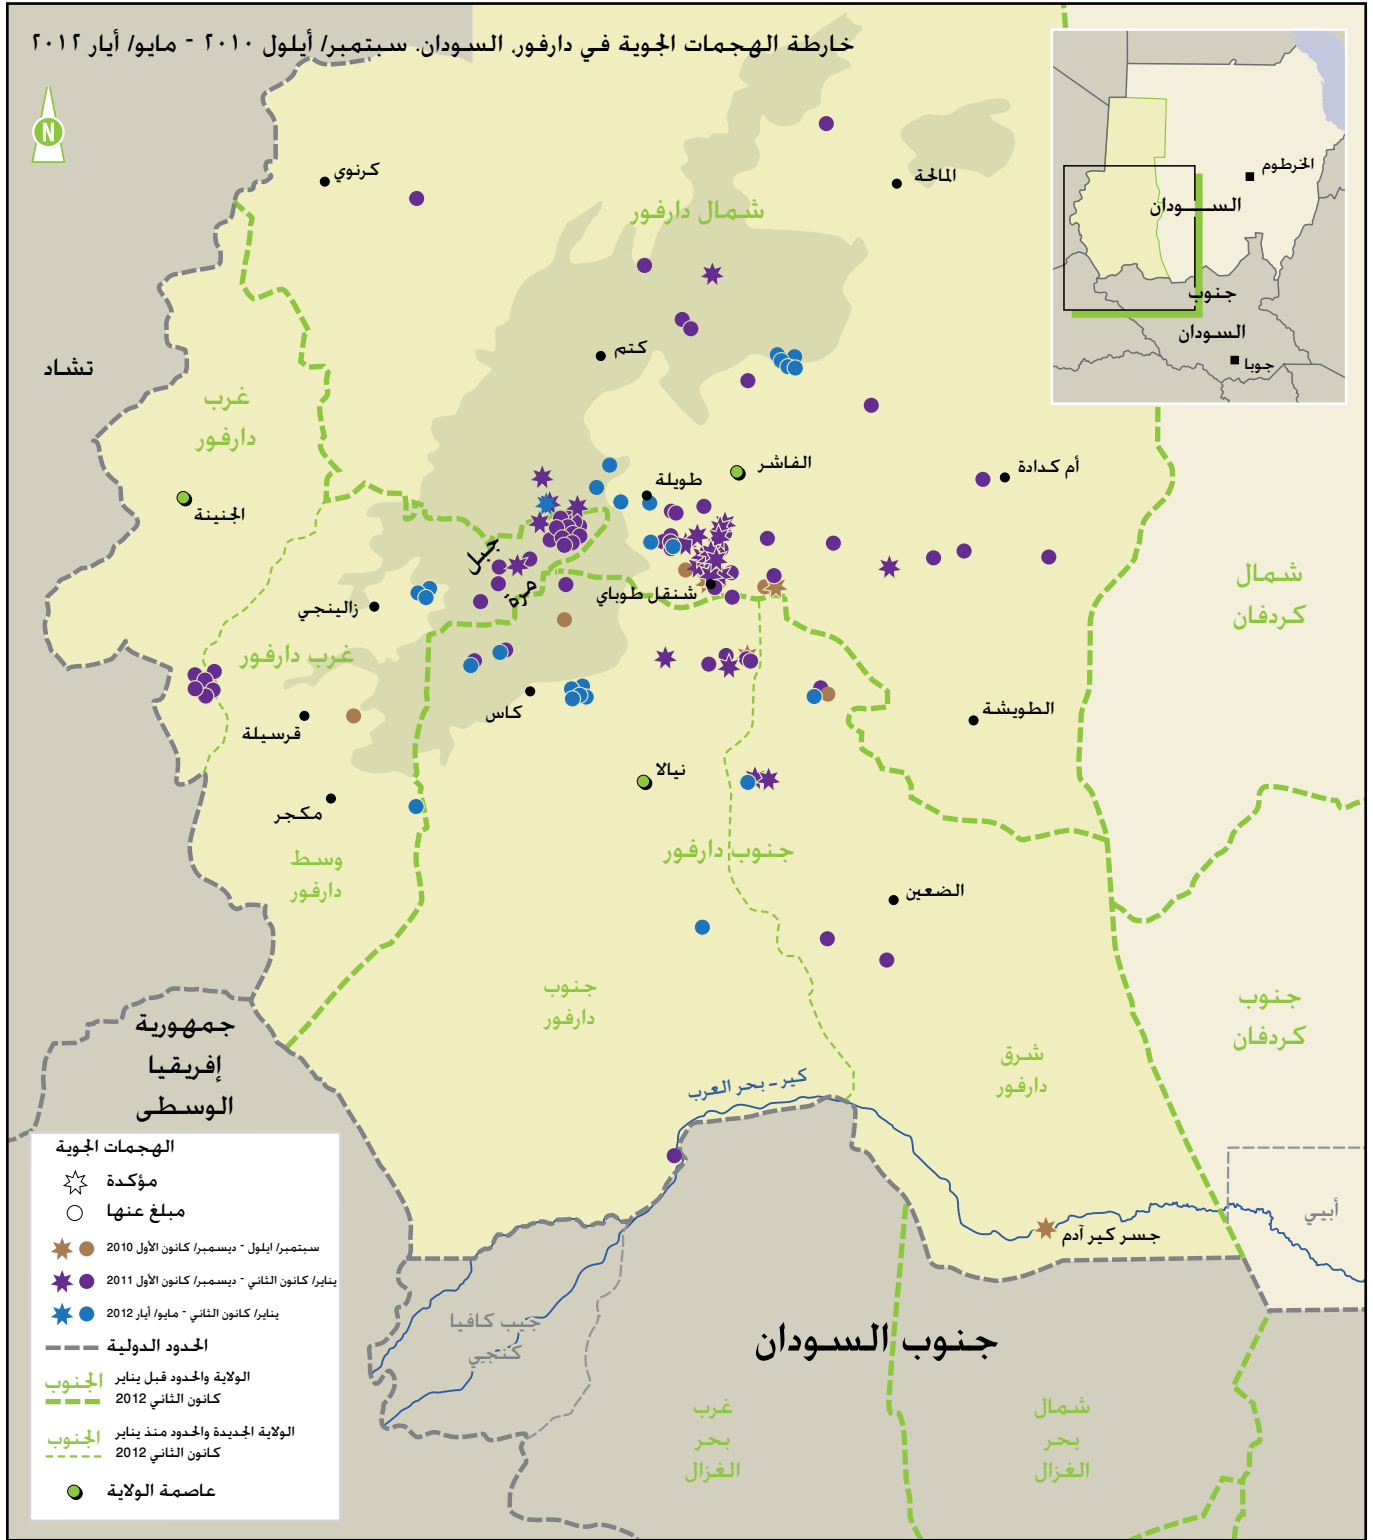 خارطة الهجمات الجوية في دارفور، السودان. سبتمبر/ أيلول ٢٠١٠ - مايو/ أيار ٢٠١٢
N
الخرطوم
الســـودان
جنوب
السودان
جوبا
كرنوي
المالحة
شمال دارفور
تشاد
كتم
غرب
دارفور
الفاشر
أم كدادة
طويلة
الجنينة
جبل
مرة
شنقل طوباي
شمال
كردفان
زالينجي
غرب دارفور
كاس
الطويشة
قرسيلة
نيالا
مكجر
جنوب دارفور
وسط
دارفور
الضعين
جنوب
دارفور
جنوب
كردفان
شرق
دارفور
جمهورية
إفريقيا
الوسطى
كير - بحر العرب
أبيي
جسر كير آدم
جيب كافيا
كنجي
جنوب السودان
غرب
بحر
الغزال
شمال
بحر
الغزال
الهجمات الجوية
مؤكدة
مبلغ عنها
سبتمبر/ ايلول - ديسمبر/ كانون الأول 2010
يناير/ كانون الثاني - ديسمبر/ كانون الأول 2011
يناير/ كانون الثاني - مايو/ أيار 2012
الحدود الدولية
الجنوب
الولاية والحدود قبل يناير
كانون الثاني 2012
الجنوب
الولاية الجديدة والحدود منذ يناير
كانون الثاني 2012
عاصمة الولاية